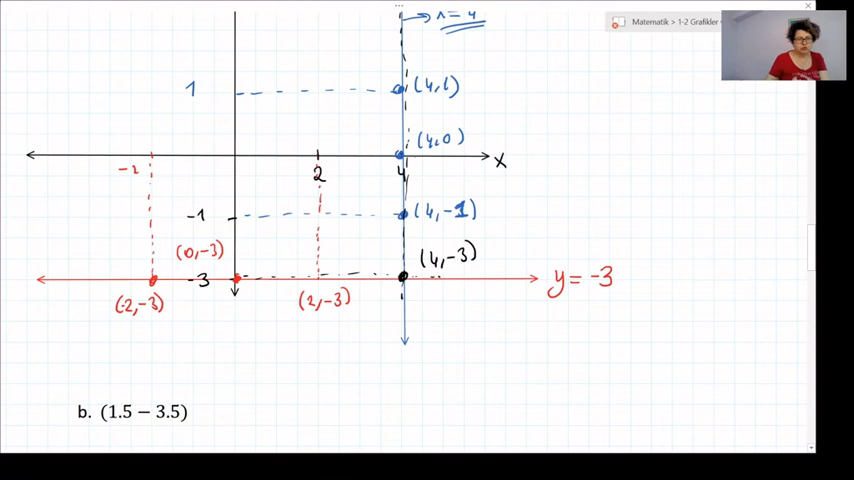 x = 4
Matematik > 1-2 Grafikler
1
(4,1)
(4,0)
x
-2
2
4
-1
(4,-1)
(0,-3)
(4,-3)
-3
y = -3
(-2,-3)
(2,-3)
b. (1.5 − 3.5)